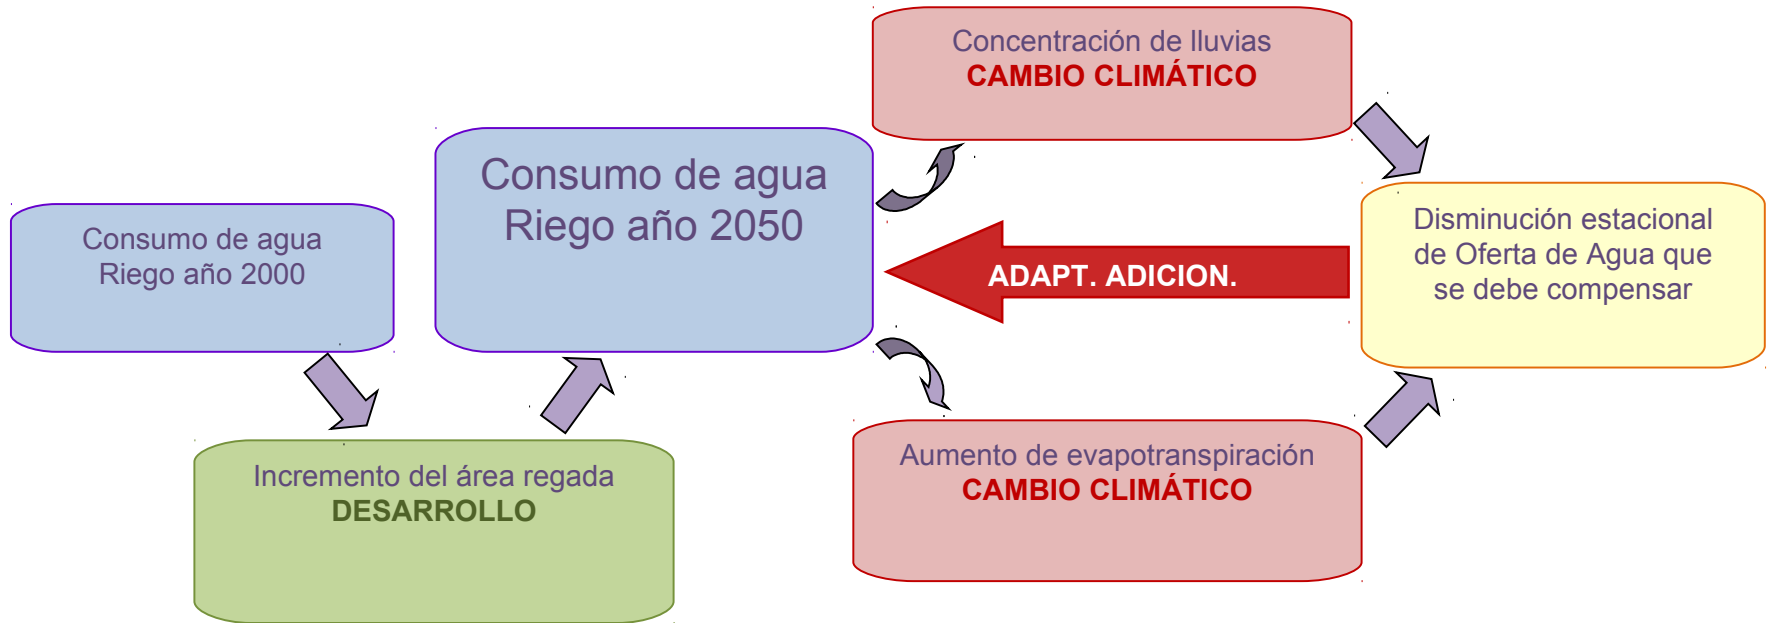 Consumo de agua
Riego año 2000
Incremento del área regada
DESARROLLO
Consumo de agua
Riego año 2050
Concentración de lluvias
CAMBIO CLIMÁTICO
Aumento de evapotranspiración
CAMBIO CLIMÁTICO
Disminución estacional
de Oferta de Agua que
se debe compensar
ADAPT. ADICION.